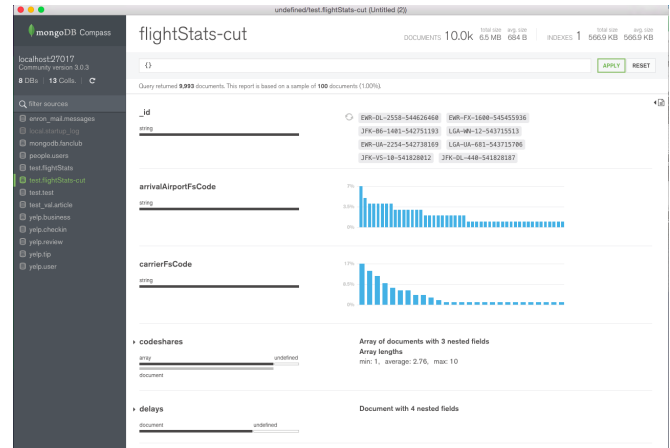 undefined/test.flightStats-cut (Untitled (2))
mongoDB Compass
localhost:27017
Community version 3.0.3
8 DBs 13 Colls.
filter sources
enron_mail.messages
local.startup_log
mongodb.fanclub
people.users
test.flightStats
test.flightStats-cut
test.test
text_val.article
yelp.business
yelp.checkin
yelp.review
yelp.tip
yelp.user
flightStats-cut
DOCUMENTS 10.0k total size 6.5 MB avg. size 684 B INDEXES 1 total size 566.9 KB avg. size 566.9 KB
{}
APPLY RESET
Query returned 9,993 documents. This report is based on a sample of 100 documents (1.00%).
_id
string
EWR-DL-2558-544626460 EWR-FX-1600-545455936
JFK-B6-1401-542751193 LGA-WN-12-543715513
EWR-UA-2254-542738169 LGA-UA-681-543715706
JFK-VS-10-541828012 JFK-DL-440-541828187
arrivalAirportFsCode
string
7%
0%
carrierFsCode
string
0%
codeshares
array undefined
document
Array of documents with 3 nested fields
Array lengths
min: 1, average: 2.76, max: 10
delays
document undefined
Document with 4 nested fields